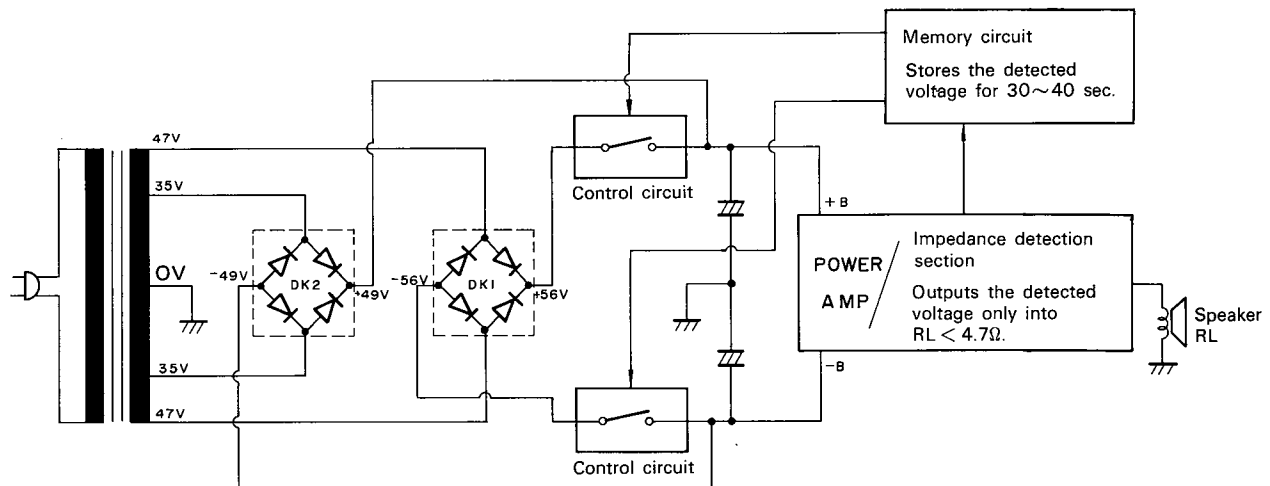 Memory circuit
Stores the detected
voltage for 30~40 sec.
47V
35V
Control circuit
+B
0V
-49V
DK2
+49V
-56V
DK1
+56V
POWER
AMP
Impedance detection
section
Outputs the detected
voltage only into
RL < 4.7Ω.
Speaker
RL
35V
-B
47V
Control circuit